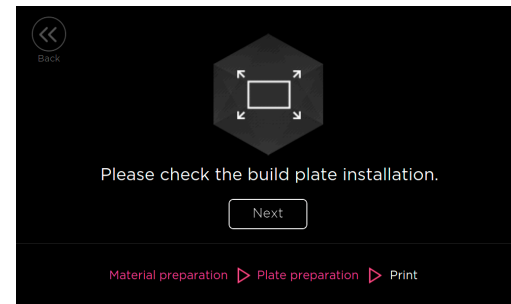 Back
Please check the build plate installation.
Next
Material preparation Plate preparation Print